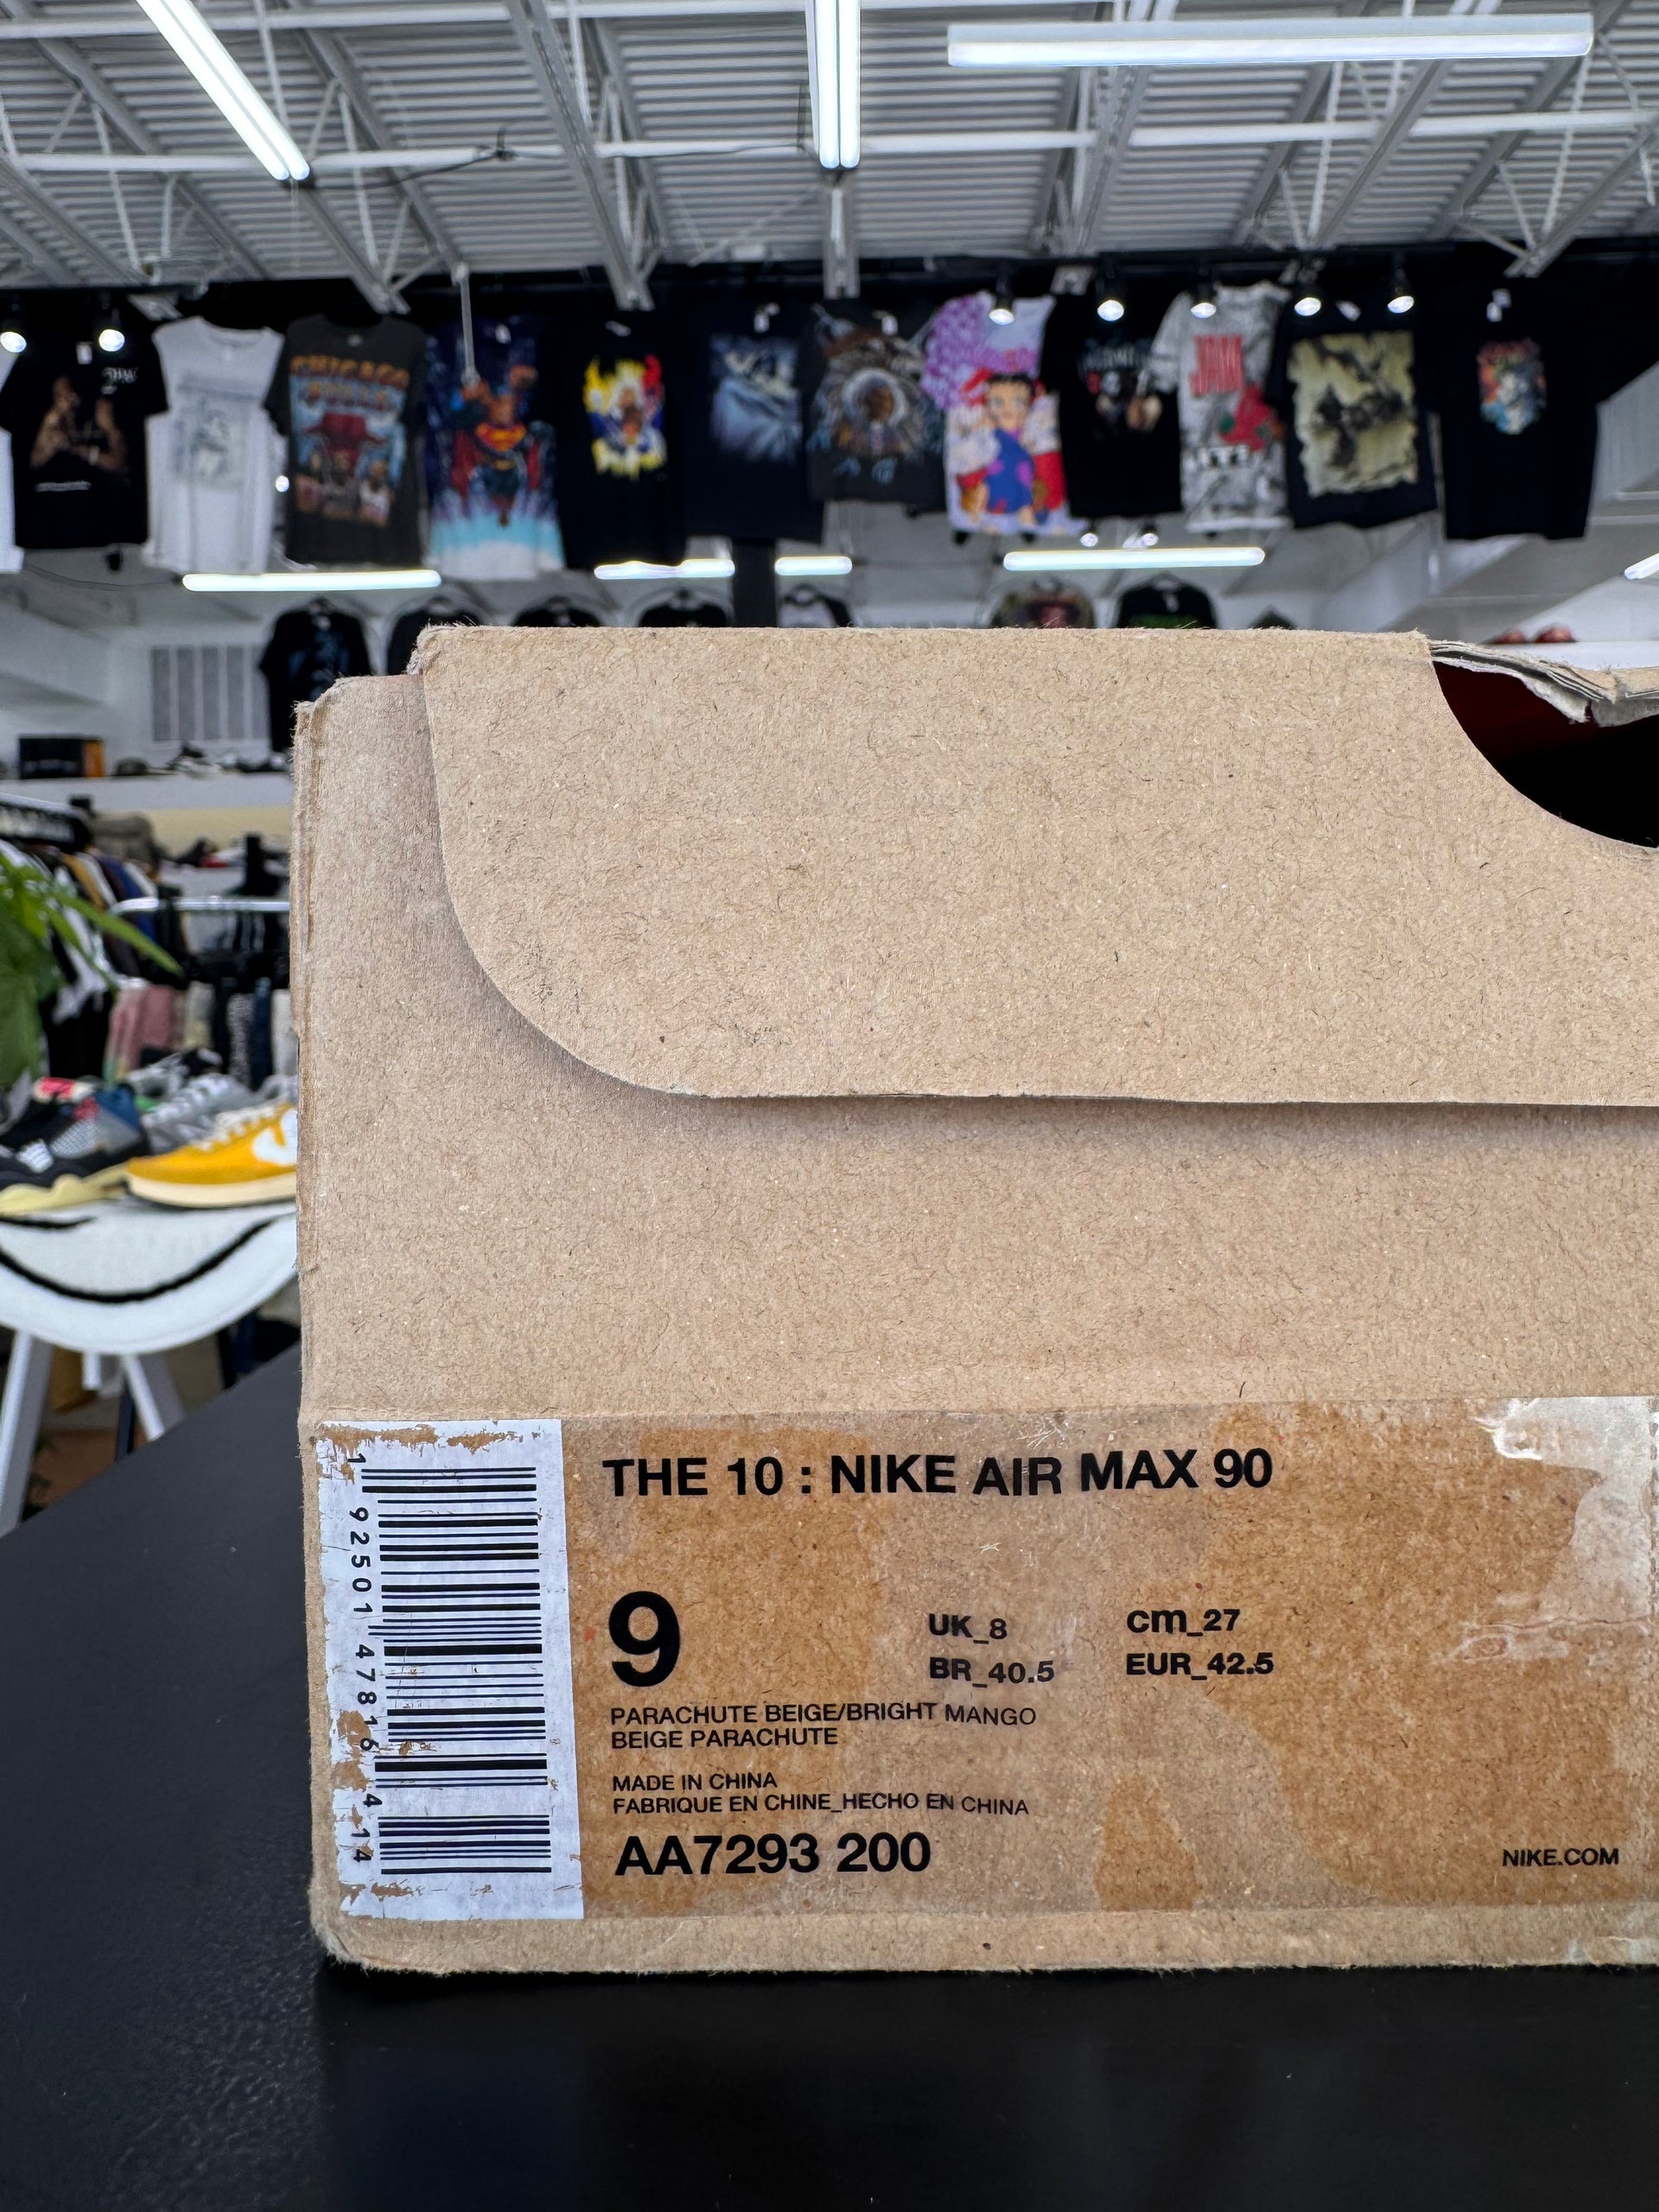 CHICAGO
THE 10 : NIKE AIR MAX 90
9
UK_8
cm_27
BR_40.5
EUR_42.5
PARACHUTE BEIGE/BRIGHT MANGO
BEIGE PARACHUTE
MADE IN CHINA
FABRIQUE EN CHINE_HECHO EN CHINA
AA7293 200
NIKE.COM
1 92501 47816 4 14